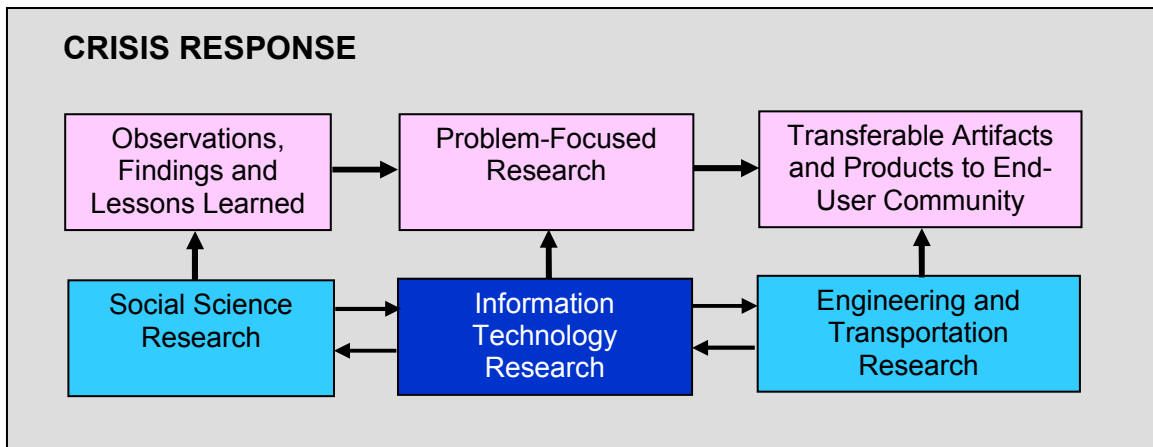 CRISIS RESPONSE
Observations,
Findings and
Lessons Learned
Problem-Focused
Research
Transferable Artifacts
and Products to End-
User Community
Social Science
Research
Information
Technology
Research
Engineering and
Transportation
Research